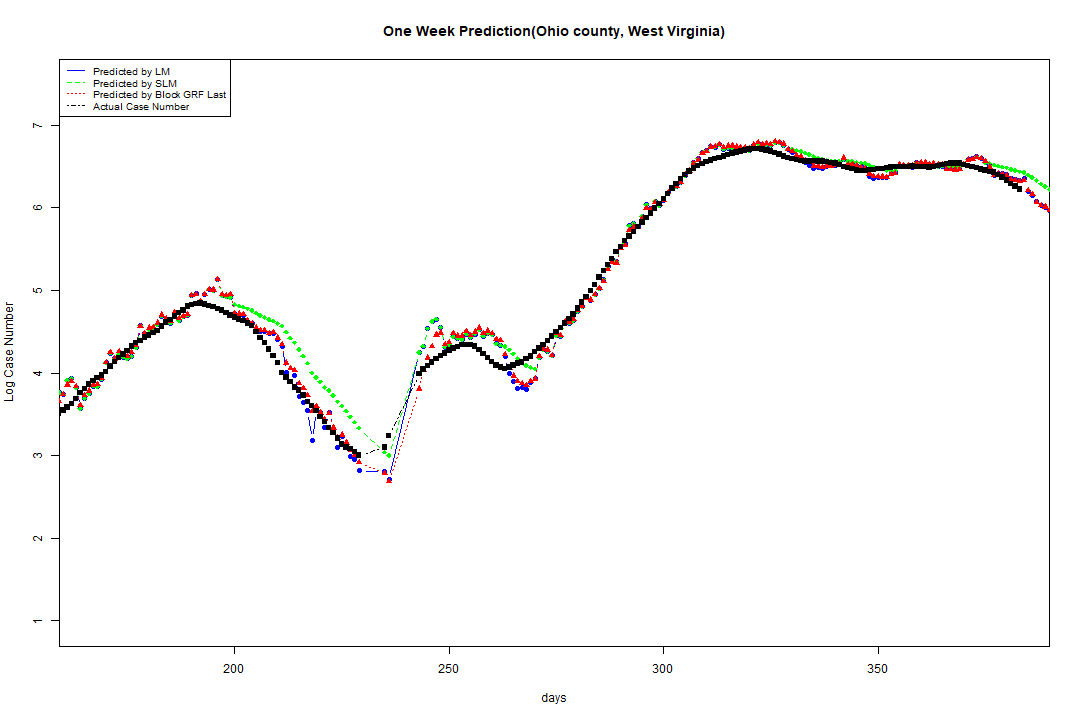 One Week Prediction(Ohio county, West Virginia)
Predicted by LM
Predicted by SLM
Predicted by Block GRF Last
Actual Case Number
7
6
5
4
3
2
1
Log Case Number
200 250 300 350
days